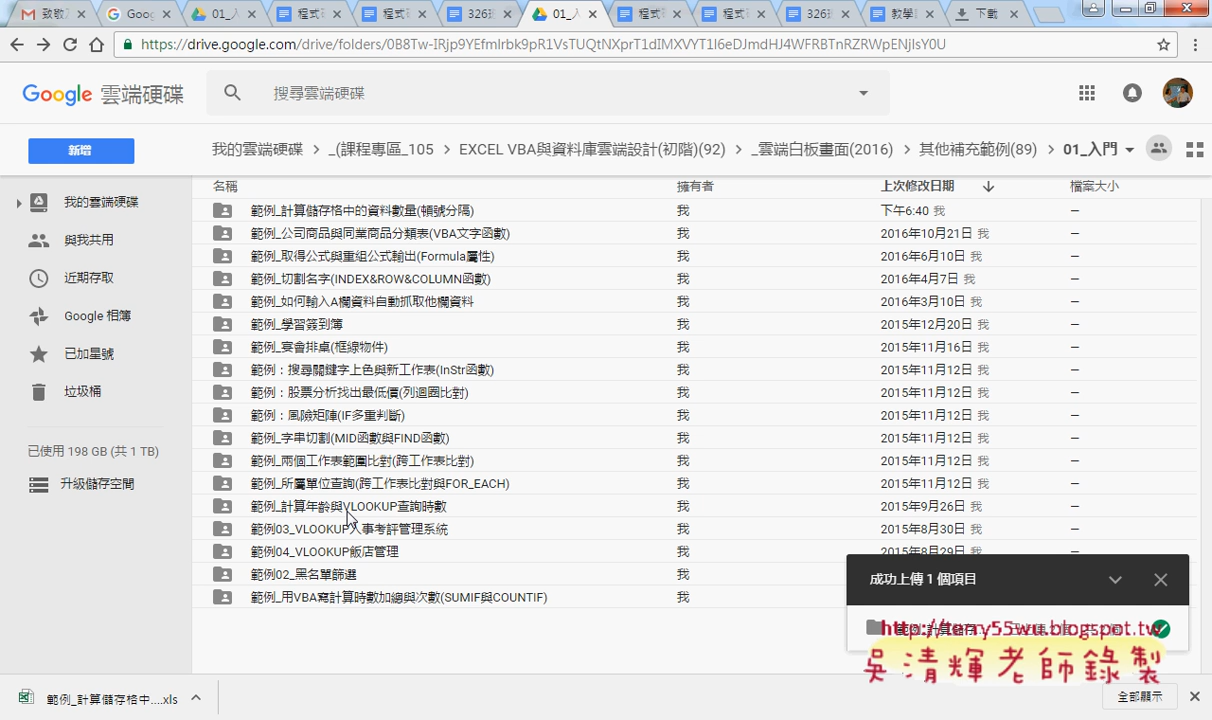 致敬
Goog
01_入
程式碼
程式碼
326班
01_入
程式碼
程式碼
326班
教學
下載
https://drive.google.com/drive/folders/0B8Tw-IRjp9YEfmlrbk9pR1VsTUQtNXprT1dIMXVYT1l6eDJmdHJ4WFRBTnRZRWpENjlsY0U
Google 雲端硬碟
搜尋雲端硬碟
新增
我的雲端硬碟 > _(課程專區_105 > EXCEL VBA與資料庫雲端設計(初階)(92) > _雲端白板畫面(2016) > 其他補充範例(89) > 01_入門
我的雲端硬碟
與我共用
近期存取
Google 相簿
已加星號
垃圾桶
已使用 198 GB (共 1 TB)
升級儲存空間
名稱 擁有者 上次修改日期 檔案大小
範例_計算儲存格中的資料數量(頓號分隔) 我 下午6:40 我 —
範例_公司商品與同業商品分類表(VBA文字函數) 我 2016年10月21日 我 —
範例_取得公式與重組公式輸出(Formula屬性) 我 2016年6月10日 我 —
範例_切割名字(INDEX&ROW&COLUMN函數) 我 2016年4月7日 我 —
範例_如何輸入A欄資料自動抓取他欄資料 我 2016年3月10日 我 —
範例_學習簽到簿 我 2015年12月20日 我 —
範例_宴會排桌(框線物件) 我 2015年11月16日 我 —
範例：搜尋關鍵字上色與新工作表(InStr函數) 我 2015年11月12日 我 —
範例：股票分析找出最低價(列迴圈比對) 我 2015年11月12日 我 —
範例：風險矩陣(IF多重判斷) 我 2015年11月12日 我 —
範例_字串切割(MID函數與FIND函數) 我 2015年11月12日 我 —
範例_兩個工作表範圍比對(跨工作表比對) 我 2015年11月12日 我 —
範例_所屬單位查詢(跨工作表比對與FOR_EACH) 我 2015年11月12日 我 —
範例_計算年齡與VLOOKUP查詢時數 我 2015年9月26日 我 —
範例03_VLOOKUP人事考評管理系統 我 2015年8月30日 我 —
範例04_VLOOKUP飯店管理 我 2015年8月29日 我 —
範例02_黑名單篩選 我
範例_用VBA寫計算時數加總與次數(SUMIF與COUNTIF) 我
成功上傳 1 個項目
http://terry55wu.blogspot.tw
吳清輝老師錄製
範例_計算儲存格中....xls
全部顯示